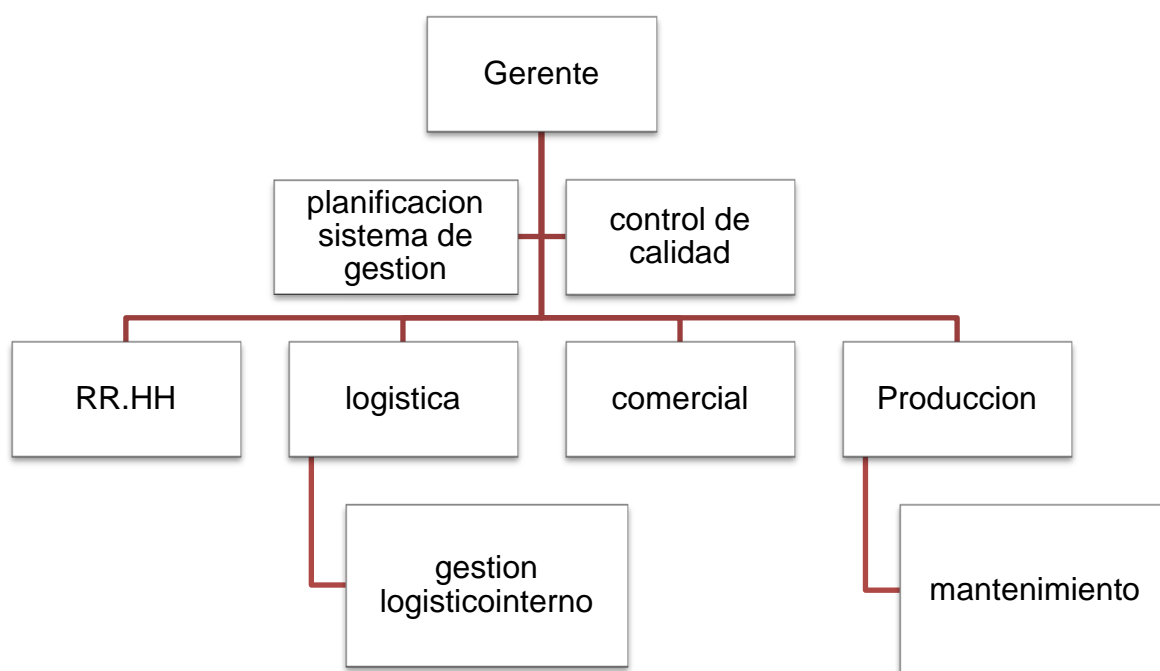 Gerente
planificacion
sistema de
gestion
control de
calidad
RR.HH
logistica
comercial
Produccion
gestion
logisticointerno
mantenimiento